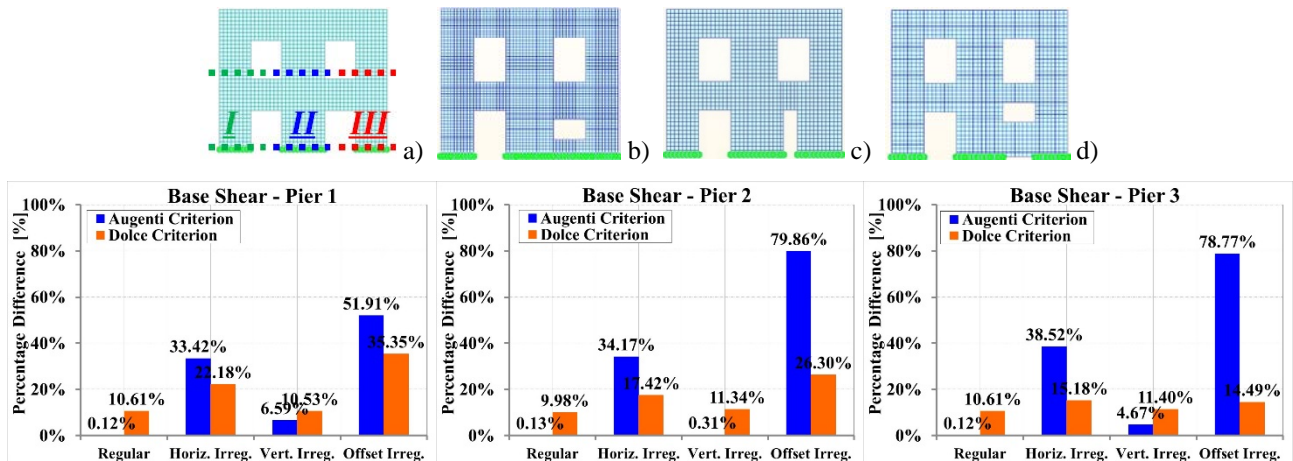 I II III a) b) c) d)
Base Shear - Pier 1
Percentage Difference [%]
100%
80%
60%
40%
20%
0%
Augenti Criterion
Dolce Criterion
0.12%
10.61%
33.42%
22.18%
6.59%
10.53%
51.91%
35.35%
Regular Horiz. Irreg. Vert. Irreg. Offset Irreg.
Base Shear - Pier 2
Percentage Difference [%]
100%
80%
60%
40%
20%
0%
Augenti Criterion
Dolce Criterion
0.13%
9.98%
34.17%
17.42%
0.31%
11.34%
79.86%
26.30%
Regular Horiz. Irreg. Vert. Irreg. Offset Irreg.
Base Shear - Pier 3
Percentage Difference [%]
100%
80%
60%
40%
20%
0%
Augenti Criterion
Dolce Criterion
0.12%
10.61%
38.52%
15.18%
4.67%
11.40%
78.77%
14.49%
Regular Horiz. Irreg. Vert. Irreg. Offset Irreg.